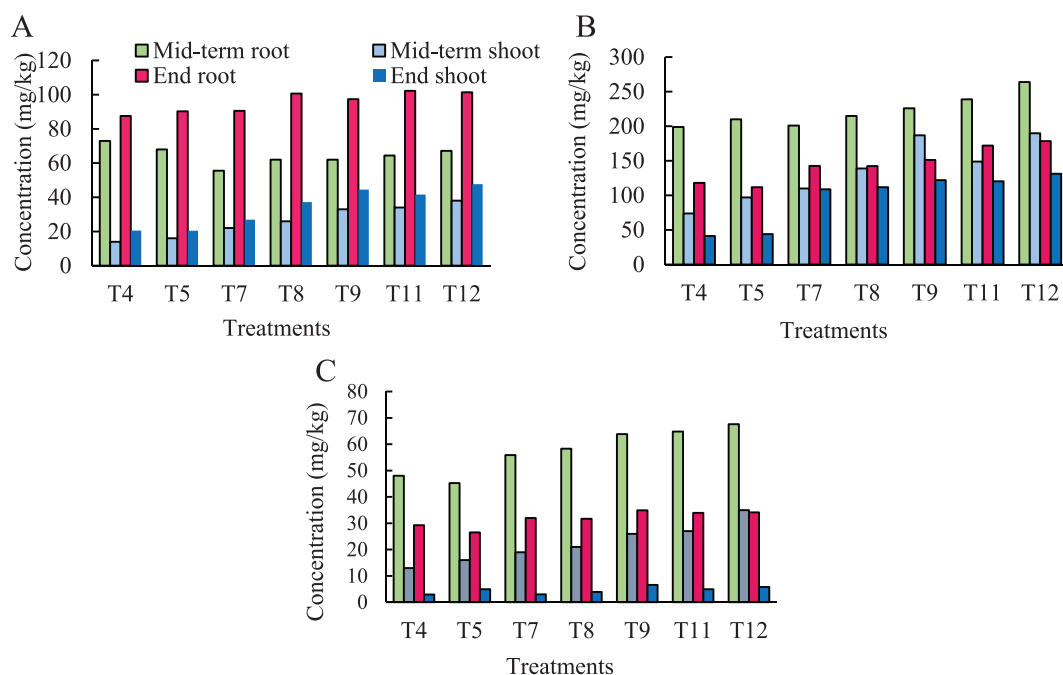 A
Mid-term root
Mid-term shoot
End root
End shoot
Concentration (mg/kg)
120
100
80
60
40
20
0
T4 T5 T7 T8 T9 T11 T12
Treatments
B
Concentration (mg/kg)
300
250
200
150
100
50
0
T4 T5 T7 T8 T9 T11 T12
Treatments
C
Concentration (mg/kg)
80
70
60
50
40
30
20
10
0
T4 T5 T7 T8 T9 T11 T12
Treatments